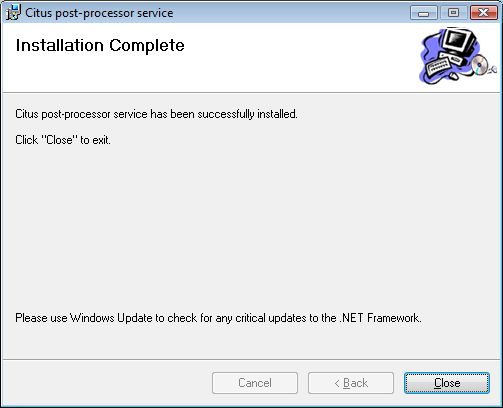 Citus post-processor service
Installation Complete
Citus post-processor service has been successfully installed.
Click "Close" to exit.
Please use Windows Update to check for any critical updates to the .NET Framework.
Cancel
< Back
Close